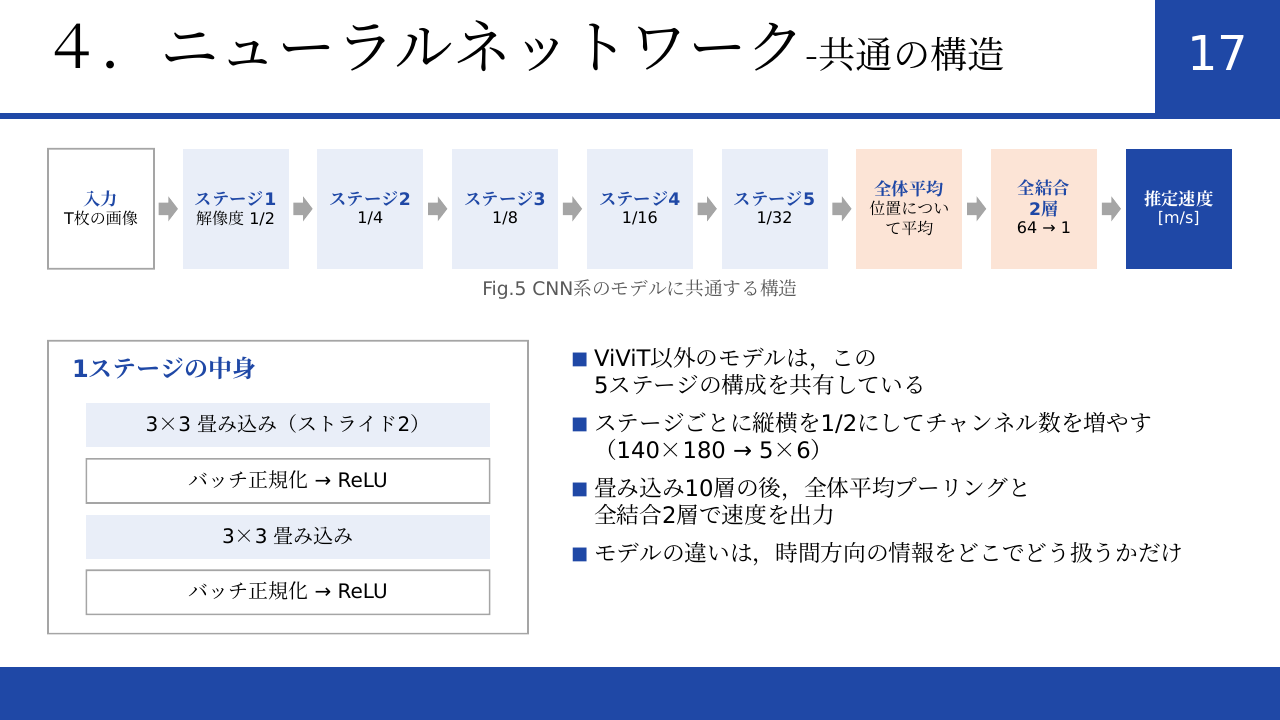 ４．ニューラルネットワーク-共通の構造
17
入力
T枚の画像
ステージ1
解像度 1/2
ステージ2
1/4
ステージ3
1/8
ステージ4
1/16
ステージ5
1/32
全体平均
位置につい
て平均
全結合
2層
64 → 1
推定速度
[m/s]
Fig.5 CNN系のモデルに共通する構造
1ステージの中身
3×3 畳み込み（ストライド2）
バッチ正規化 → ReLU
3×3 畳み込み
バッチ正規化 → ReLU
■ ViViT以外のモデルは，この
5ステージの構成を共有している
■ ステージごとに縦横を1/2にしてチャンネル数を増やす
（140×180 → 5×6）
■ 畳み込み10層の後，全体平均プーリングと
全結合2層で速度を出力
■ モデルの違いは，時間方向の情報をどこでどう扱うかだけ